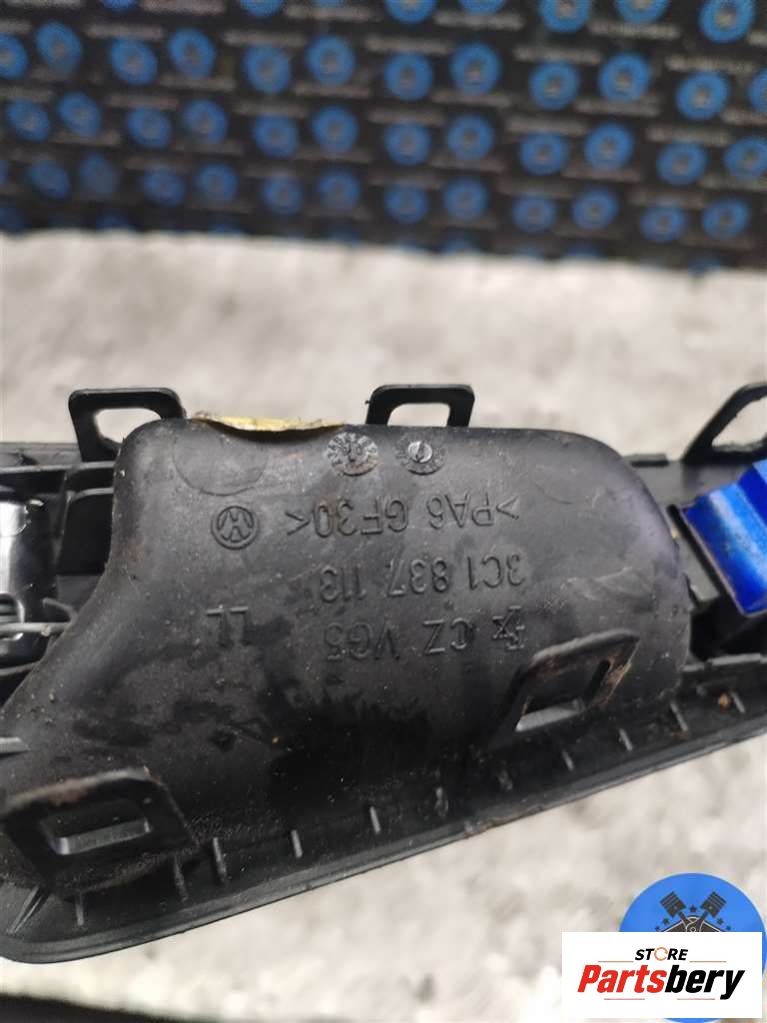 >PA6 GF30<
3C1 837 113
CZ VG5 LL
STORE
Partsbery